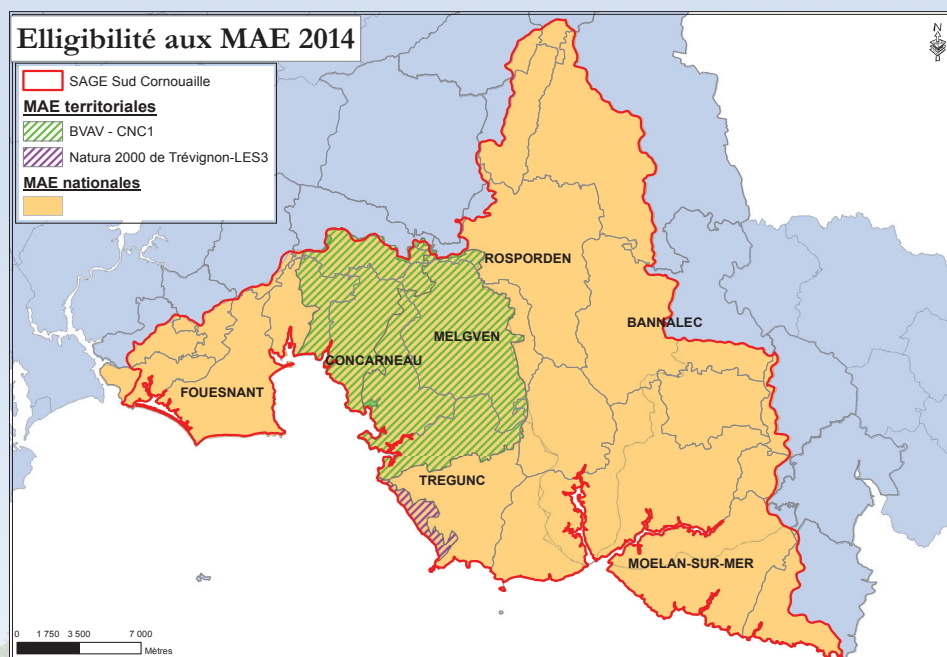 Elligibilité aux MAE 2014
N
SAGE Sud Cornouaille
MAE territoriales
BVAV - CNC1
Natura 2000 de Trévignon-LES3
MAE nationales
ROSPORDEN
BANNALEC
MELGVEN
CONCARNEAU
FOUESNANT
TREGUNC
MOELAN-SUR-MER
0 1 750 3 500 7 000
Mètres